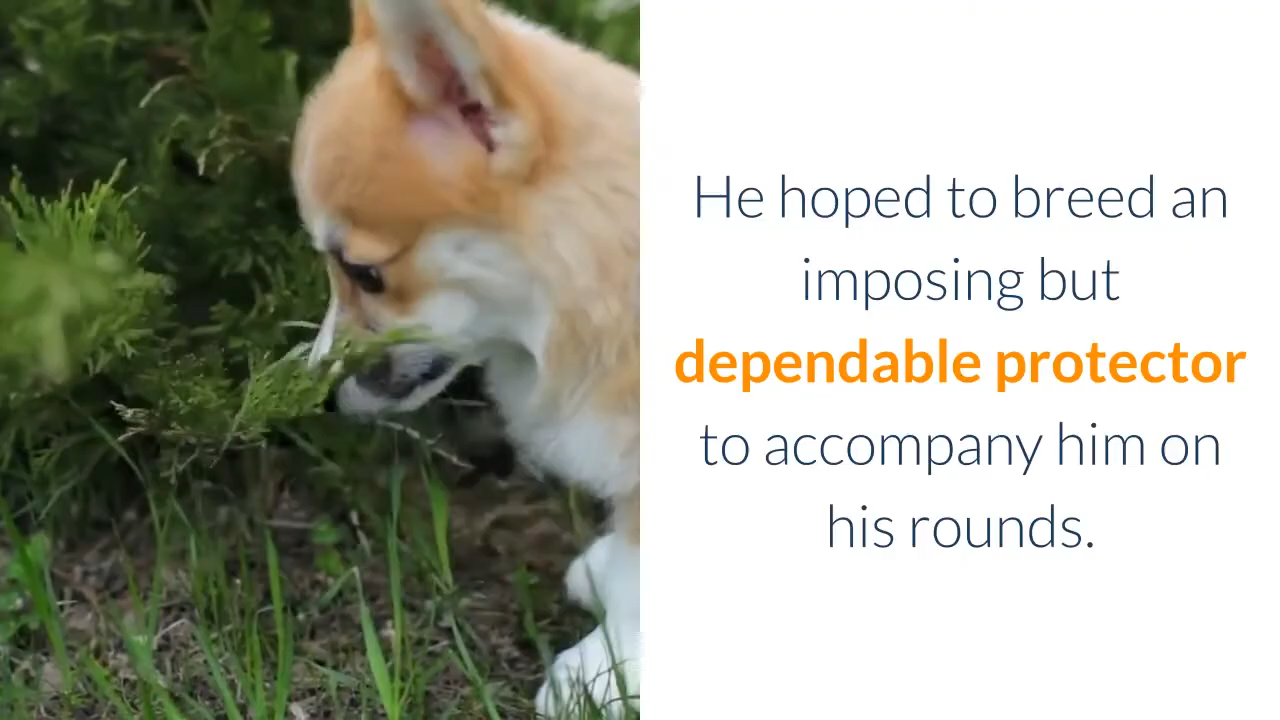 He hoped to breed an
imposing but
dependable protector
to accompany him on
his rounds.